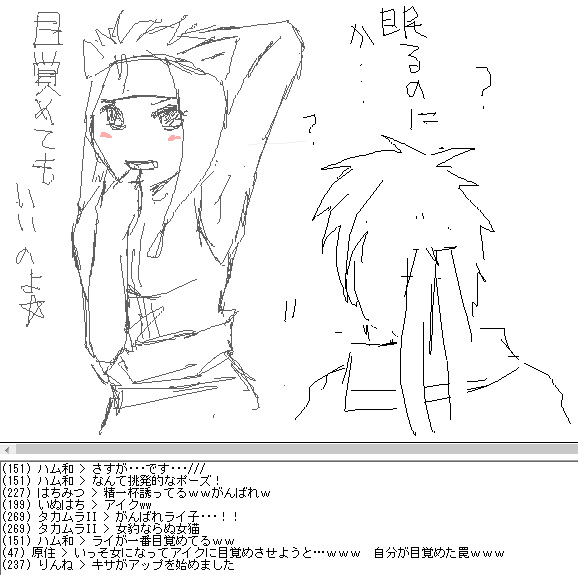 目覚めても
いいのよ☆
眠るのに
か…
?
?
(151) ハム和 > さすが･･･です･･･///
(151) ハム和 > なんて挑発的なポーズ！
(227) はちみつ > 精一杯誘ってるｗｗがんばれｗ
(199) いぬはち > アイクww
(269) タカムラII > がんばれライ子･･･！！
(269) タカムラII > 女豹ならぬ女猫
(151) ハム和 > ライが一番目覚めてるｗｗ
(47) 原住 > いっそ女になってアイクに目覚めさせようと…ｗｗｗ　自分が目覚めた罠ｗｗｗ
(237) りんね > キサがアップを始めました